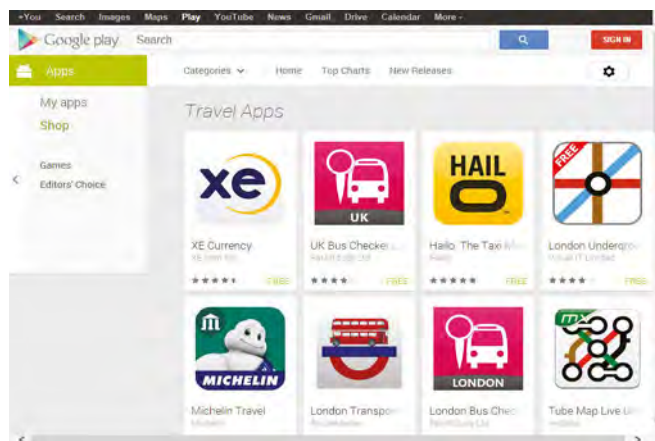 +You Search Images Maps Play YouTube News Gmail Drive Calendar More
Google play Search SIGN IN
Apps Categories Home Top Charts New Releases
My apps
Shop
Games
Editors' Choice
Travel Apps
xe UK HAILO FREE
XE Currency UK Bus Checker Hailo. The Taxi London Undergro
FREE FREE FREE FREE
m MICHELIN LONDON mx
Michelin Travel London Transpo London Bus Chec Tube Map Live